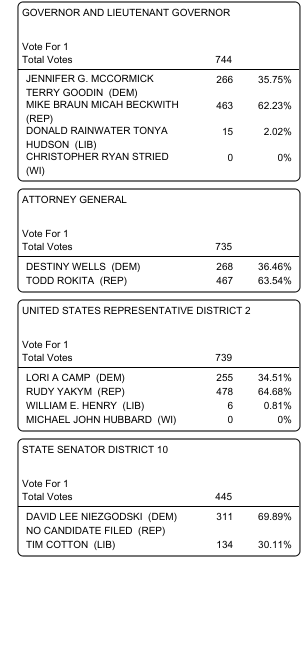 GOVERNOR AND LIEUTENANT GOVERNOR
Vote For 1
Total Votes 744
JENNIFER G. MCCORMICK 266 35.75%
TERRY GOODIN (DEM)
MIKE BRAUN MICAH BECKWITH 463 62.23%
(REP)
DONALD RAINWATER TONYA 15 2.02%
HUDSON (LIB)
CHRISTOPHER RYAN STRIED 0 0%
(WI)
ATTORNEY GENERAL
Vote For 1
Total Votes 735
DESTINY WELLS (DEM) 268 36.46%
TODD ROKITA (REP) 467 63.54%
UNITED STATES REPRESENTATIVE DISTRICT 2
Vote For 1
Total Votes 739
LORI A CAMP (DEM) 255 34.51%
RUDY YAKYM (REP) 478 64.68%
WILLIAM E. HENRY (LIB) 6 0.81%
MICHAEL JOHN HUBBARD (WI) 0 0%
STATE SENATOR DISTRICT 10
Vote For 1
Total Votes 445
DAVID LEE NIEZGODSKI (DEM) 311 69.89%
NO CANDIDATE FILED (REP)
TIM COTTON (LIB) 134 30.11%